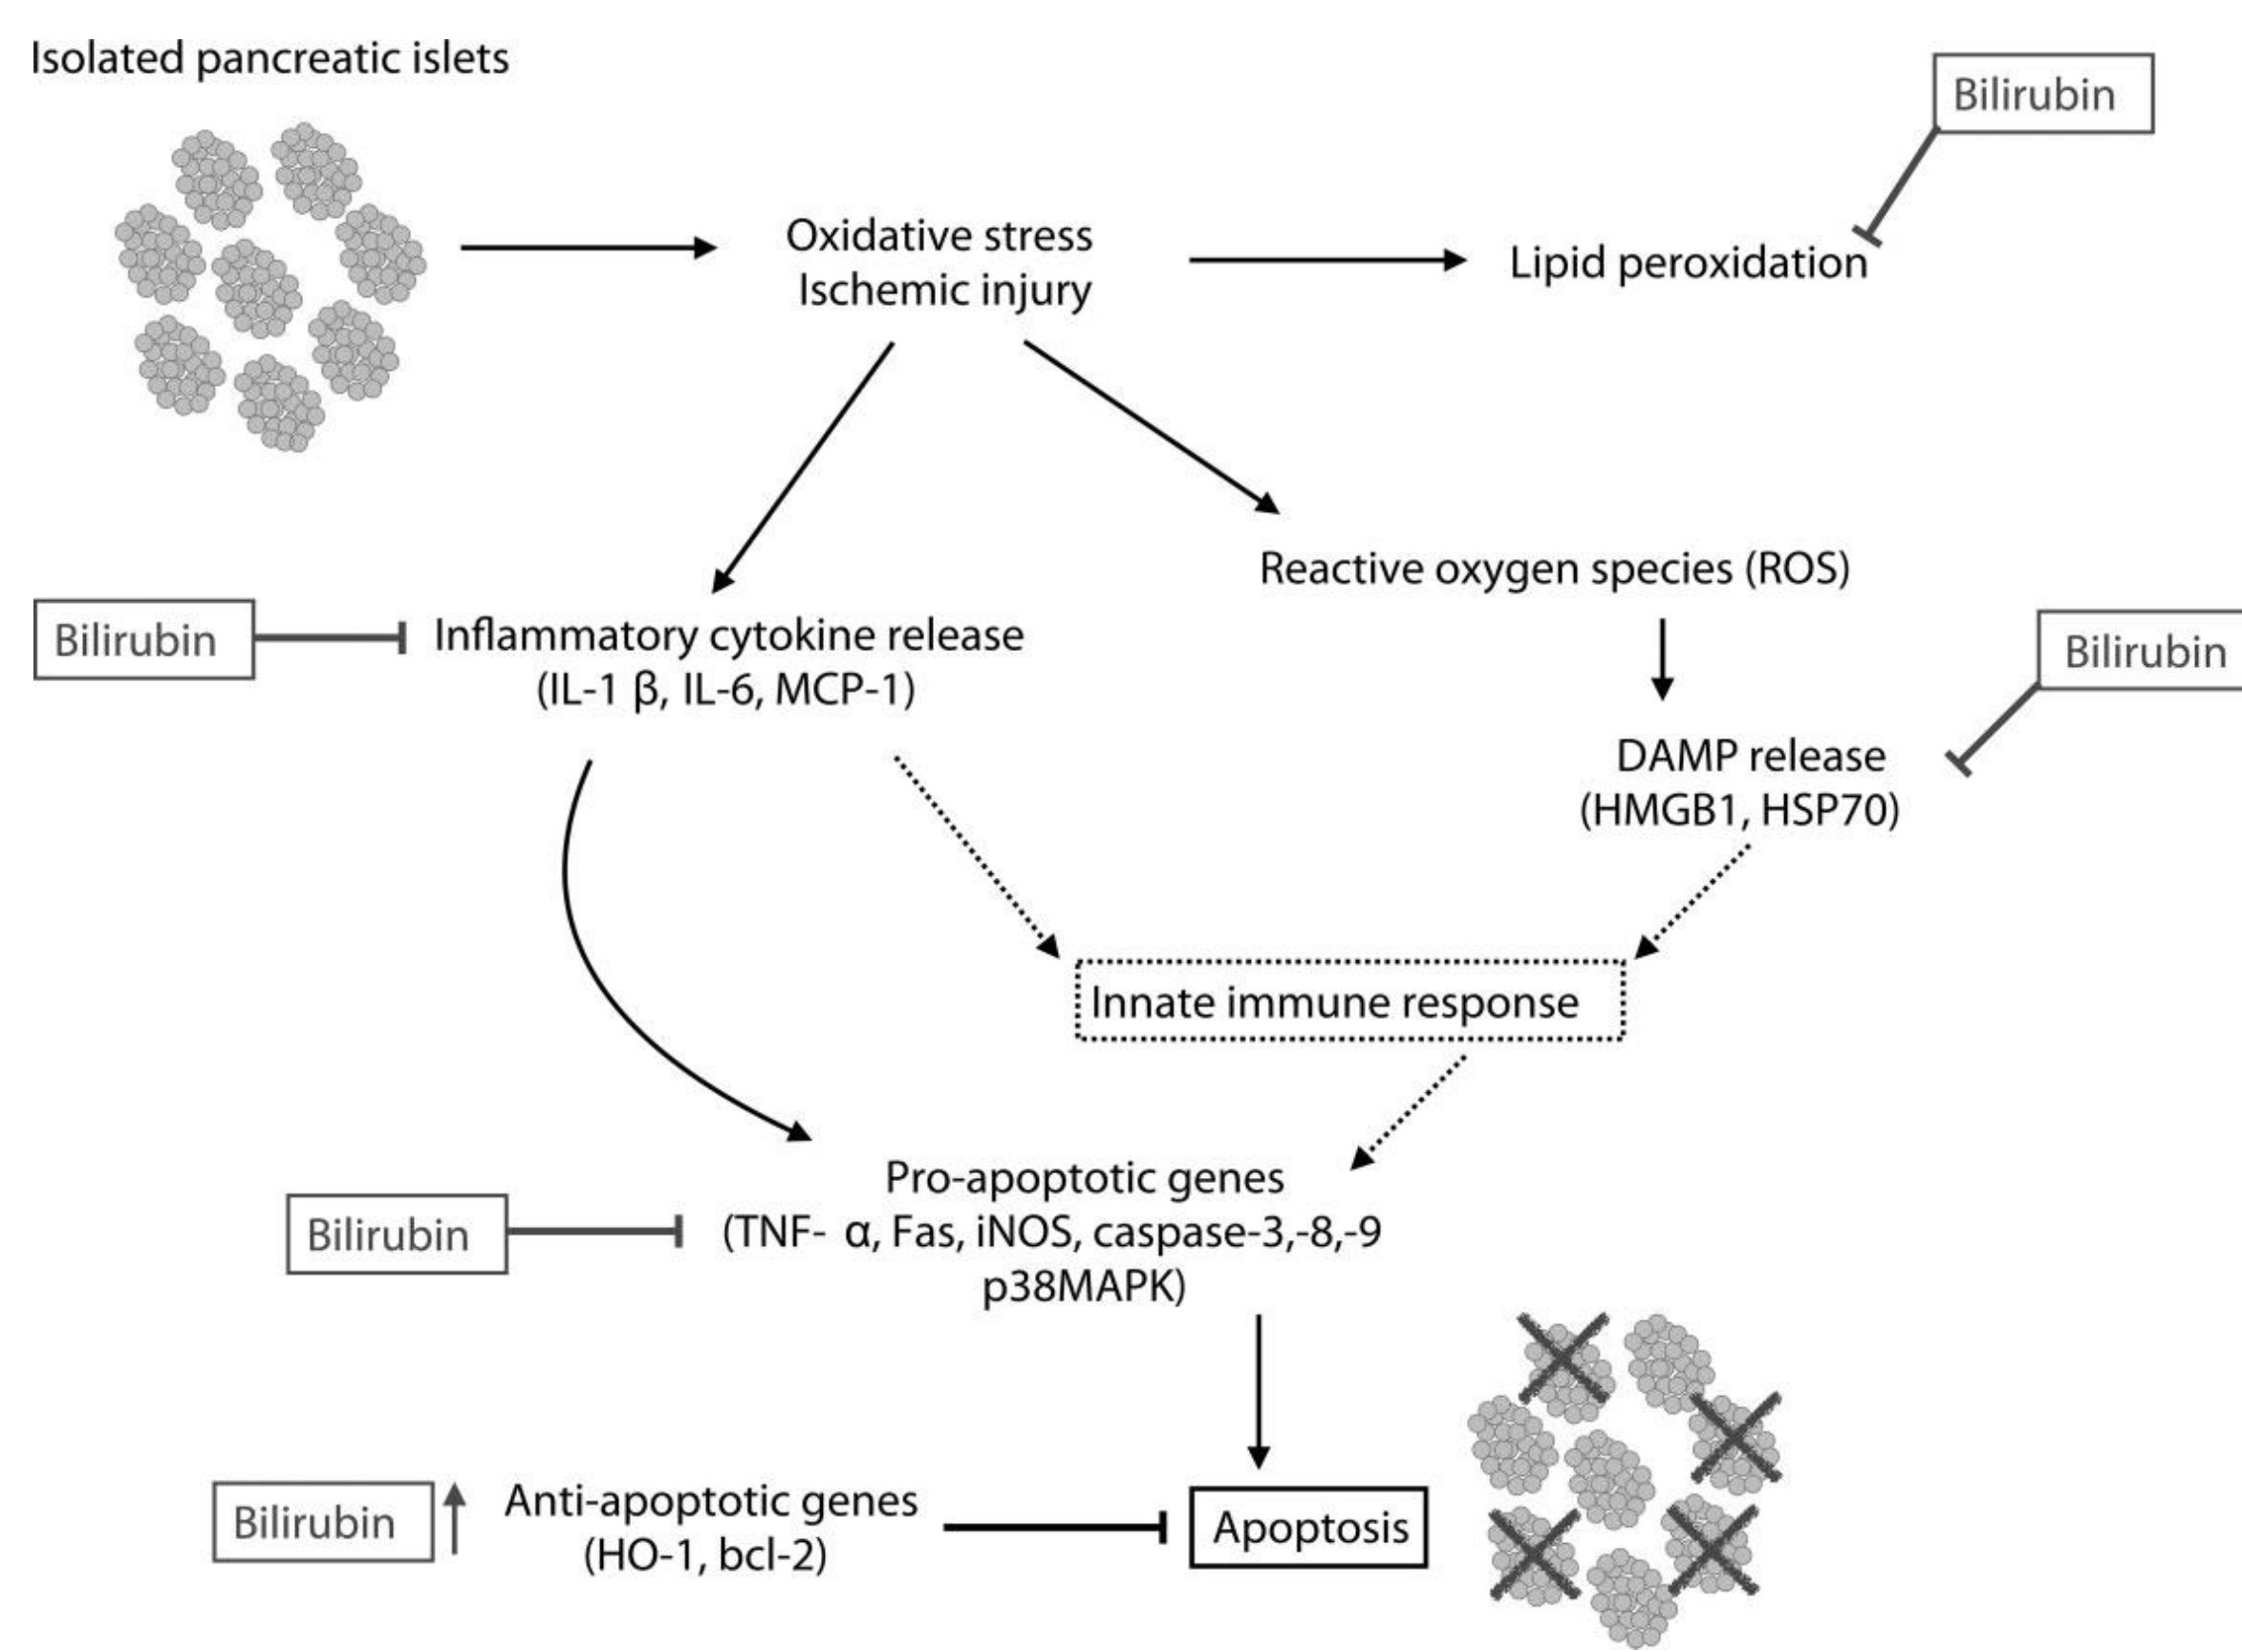 Isolated pancreatic islets
Bilirubin
Oxidative stress
Ischemic injury
Lipid peroxidation
Reactive oxygen species (ROS)
Bilirubin
Inflammatory cytokine release
(IL-1 β, IL-6, MCP-1)
Bilirubin
DAMP release
(HMGB1, HSP70)
Innate immune response
Pro-apoptotic genes
Bilirubin
(TNF- α, Fas, iNOS, caspase-3,-8,-9
p38MAPK)
Bilirubin
Anti-apoptotic genes
(HO-1, bcl-2)
Apoptosis